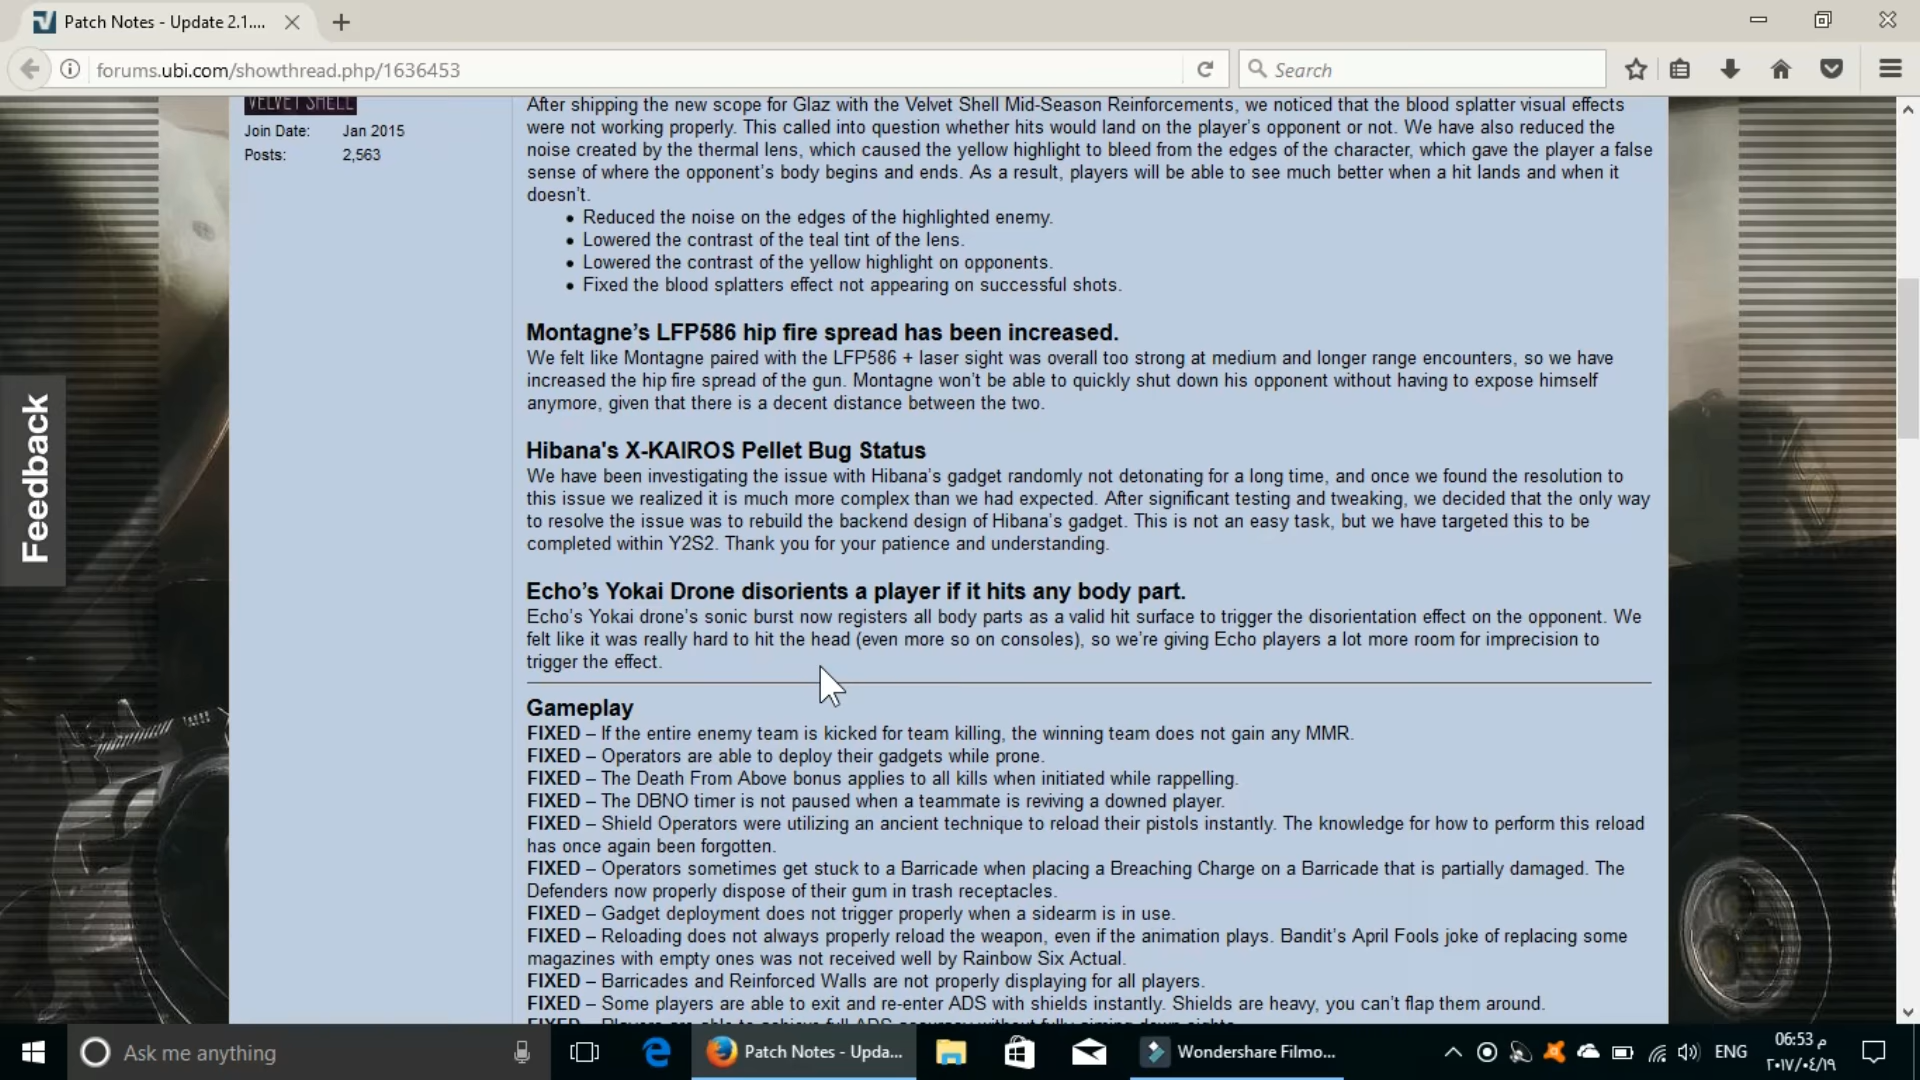 Patch Notes - Update 2.1....
forums.ubi.com/showthread.php/1636453
Search
VELVET SHELL
Join Date: Jan 2015
Posts: 2,563
After shipping the new scope for Glaz with the Velvet Shell Mid-Season Reinforcements, we noticed that the blood splatter visual effects
were not working properly. This called into question whether hits would land on the player's opponent or not. We have also reduced the
noise created by the thermal lens, which caused the yellow highlight to bleed from the edges of the character, which gave the player a false
sense of where the opponent's body begins and ends. As a result, players will be able to see much better when a hit lands and when it
doesn't.
• Reduced the noise on the edges of the highlighted enemy.
• Lowered the contrast of the teal tint of the lens.
• Lowered the contrast of the yellow highlight on opponents.
• Fixed the blood splatters effect not appearing on successful shots.
Montagne's LFP586 hip fire spread has been increased.
We felt like Montagne paired with the LFP586 + laser sight was overall too strong at medium and longer range encounters, so we have
increased the hip fire spread of the gun. Montagne won't be able to quickly shut down his opponent without having to expose himself
anymore, given that there is a decent distance between the two.
Hibana's X-KAIROS Pellet Bug Status
We have been investigating the issue with Hibana's gadget randomly not detonating for a long time, and once we found the resolution to
this issue we realized it is much more complex than we had expected. After significant testing and tweaking, we decided that the only way
to resolve the issue was to rebuild the backend design of Hibana's gadget. This is not an easy task, but we have targeted this to be
completed within Y2S2. Thank you for your patience and understanding.
Echo's Yokai Drone disorients a player if it hits any body part.
Echo's Yokai drone's sonic burst now registers all body parts as a valid hit surface to trigger the disorientation effect on the opponent. We
felt like it was really hard to hit the head (even more so on consoles), so we're giving Echo players a lot more room for imprecision to
trigger the effect.
Gameplay
FIXED – If the entire enemy team is kicked for team killing, the winning team does not gain any MMR.
FIXED – Operators are able to deploy their gadgets while prone.
FIXED – The Death From Above bonus applies to all kills when initiated while rappelling.
FIXED – The DBNO timer is not paused when a teammate is reviving a downed player.
FIXED – Shield Operators were utilizing an ancient technique to reload their pistols instantly. The knowledge for how to perform this reload
has once again been forgotten.
FIXED – Operators sometimes get stuck to a Barricade when placing a Breaching Charge on a Barricade that is partially damaged. The
Defenders now properly dispose of their gum in trash receptacles.
FIXED – Gadget deployment does not trigger properly when a sidearm is in use.
FIXED – Reloading does not always properly reload the weapon, even if the animation plays. Bandit's April Fools joke of replacing some
magazines with empty ones was not received well by Rainbow Six Actual.
FIXED – Barricades and Reinforced Walls are not properly displaying for all players.
FIXED – Some players are able to exit and re-enter ADS with shields instantly. Shields are heavy, you can't flap them around.
FIXED – Players are able to achieve full ADS accuracy without fully aiming down sights.
Feedback
Ask me anything
Patch Notes - Upda...
Wondershare Filmo...
ENG
06:53 م
٢٠١٧/٠٤/١٩